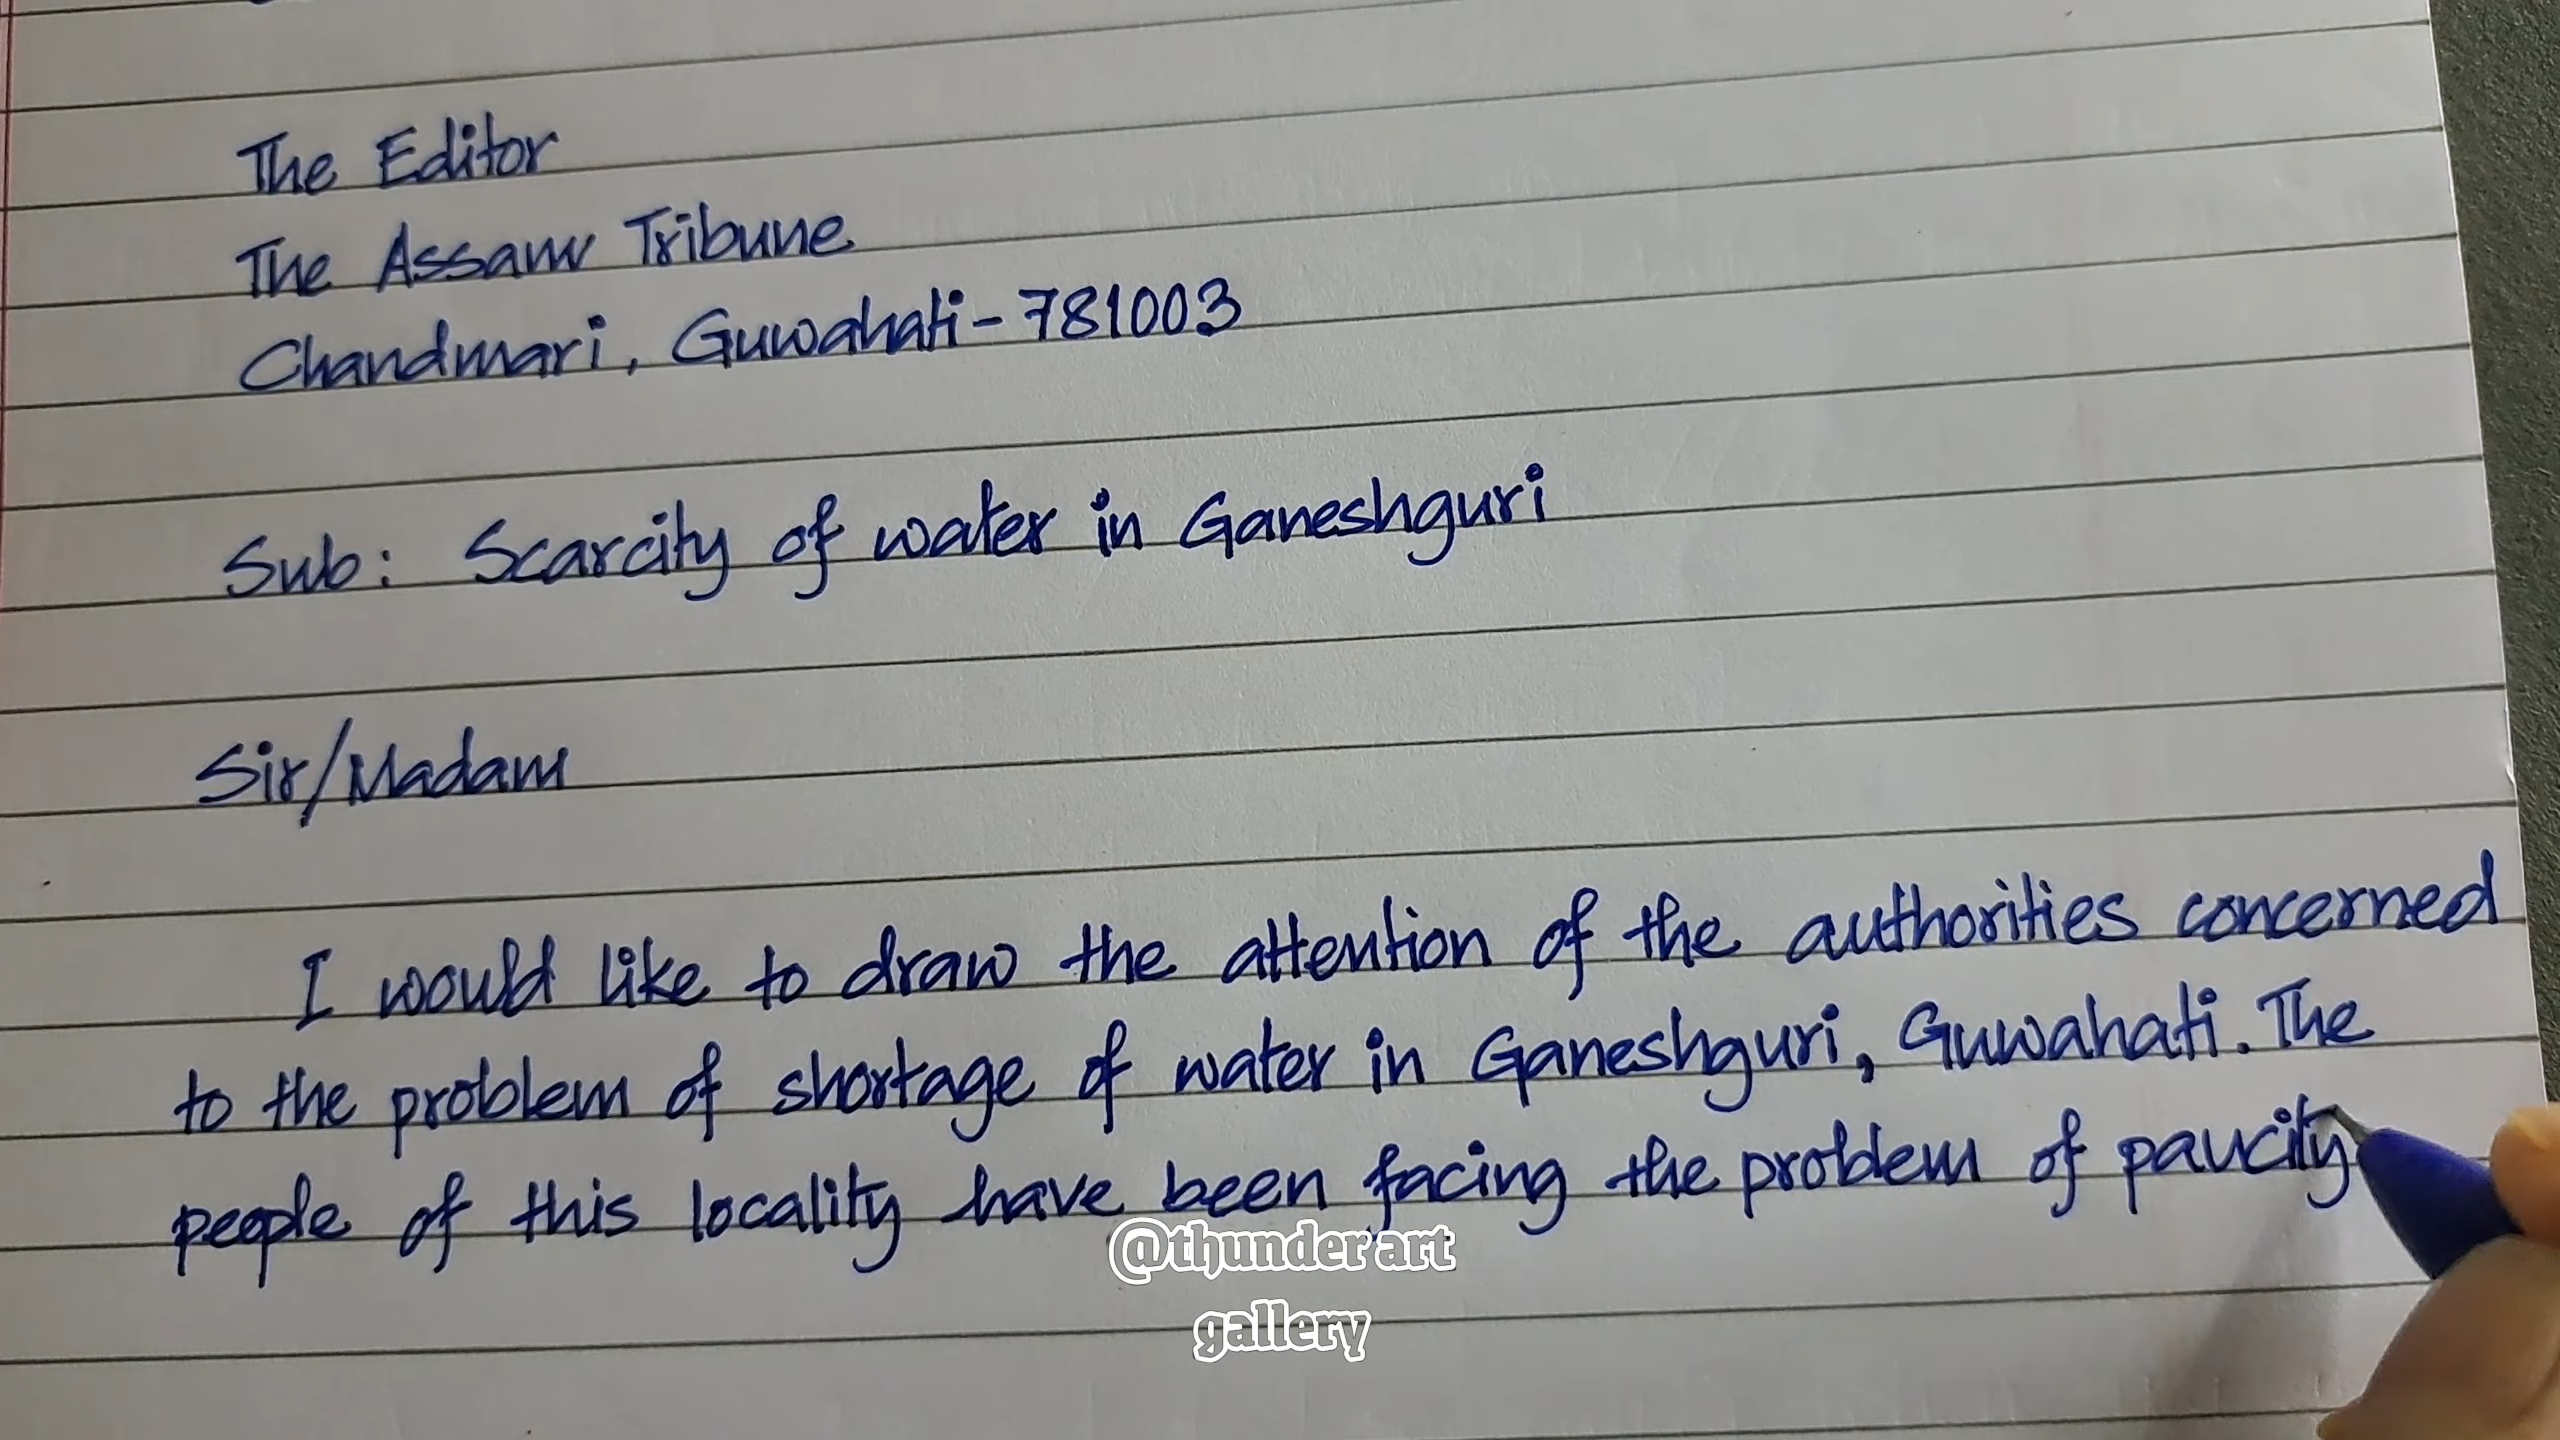 The Editor
The Assam Tribune
Chandmari, Guwahati-781003
Sub: Scarcity of water in Ganeshguri
Sir/Madam
I would like to draw the attention of the authorities concerned
to the problem of shortage of water in Ganeshguri, Guwahati. The
people of this locality have been facing the problem of paucity
@thunder art
gallery